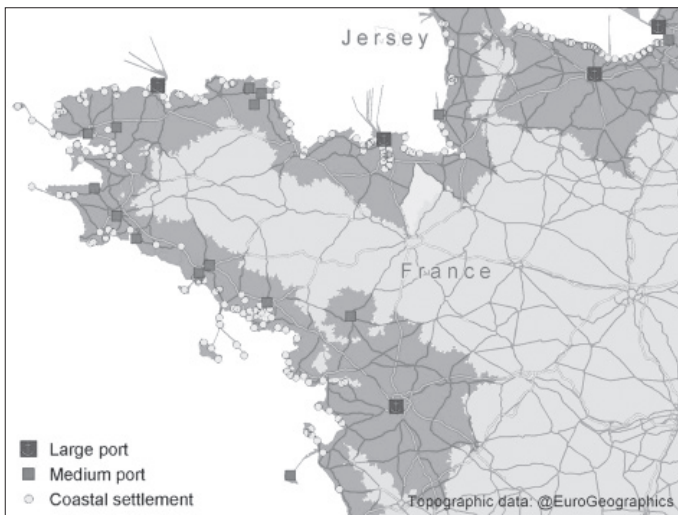 Jersey
France
Large port
Medium port
Coastal settlement
Topographic data: @EuroGeographics